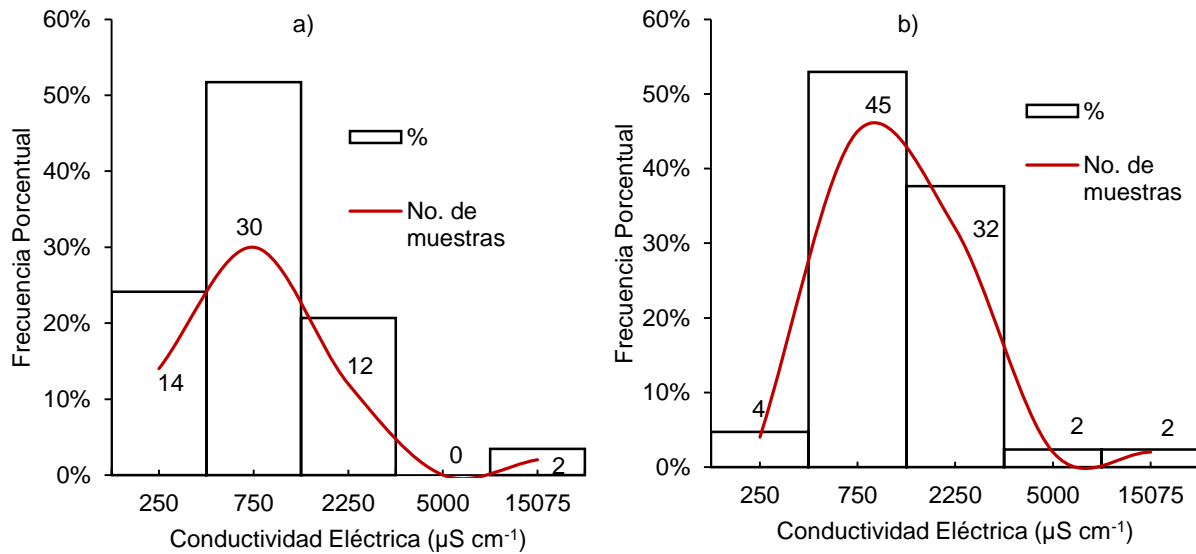 a)
60%
50%
40%
30%
20%
10%
0%
Frecuencia Porcentual
%
No. de
muestras
14
30
12
0
2
250 750 2250 5000 15075
Conductividad Eléctrica (µS cm⁻¹)
b)
60%
50%
40%
30%
20%
10%
0%
Frecuencia Porcentual
%
No. de
muestras
4
45
32
2
2
250 750 2250 5000 15075
Conductividad Eléctrica (µS cm⁻¹)